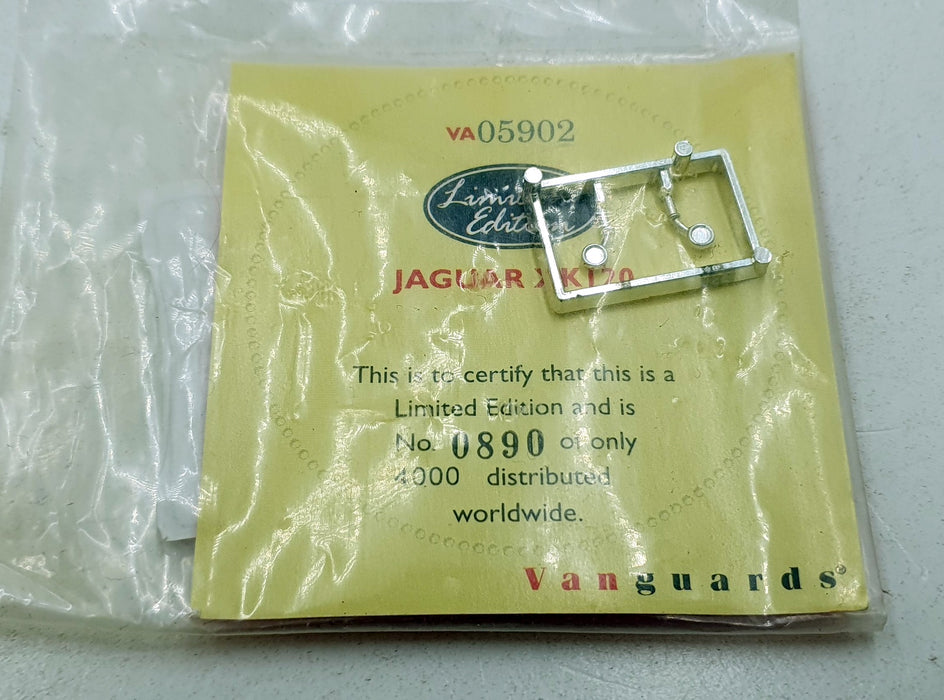 VA05902
Limited
Edition
JAGUAR XK120
This is to certify that this is a
Limited Edition and is
No. 0890 of only
4000 distributed
worldwide.
Vanguards®